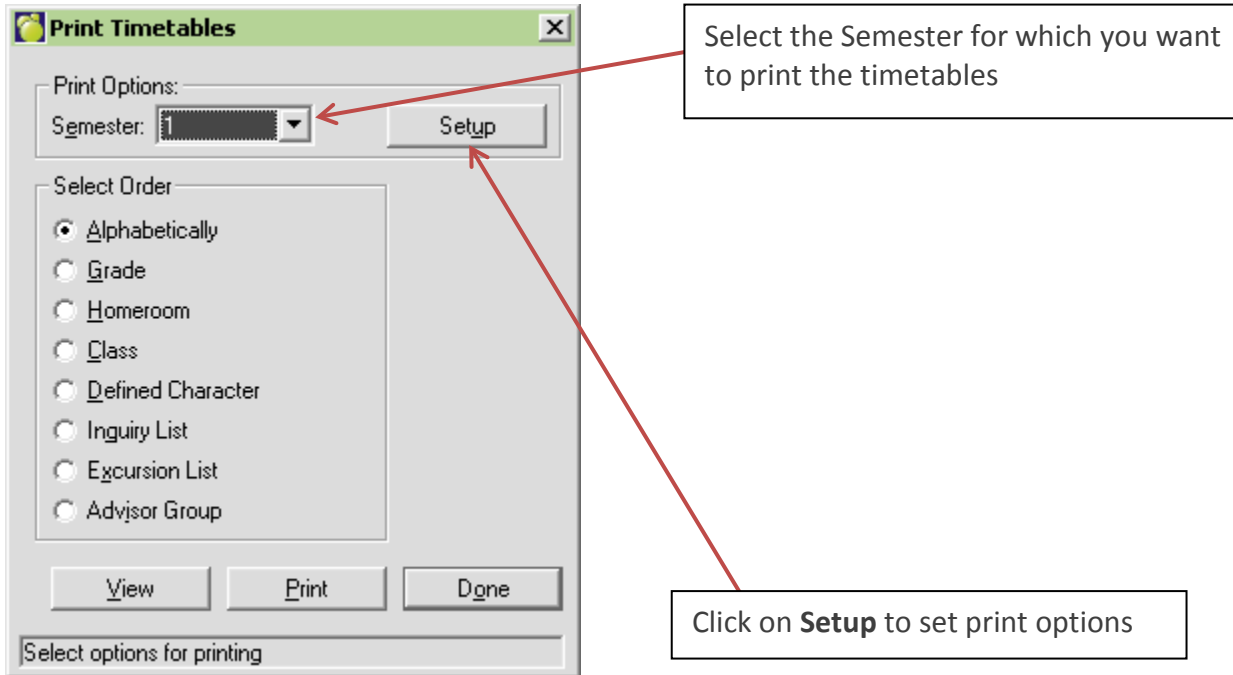 Print Timetables
Select the Semester for which you want
to print the timetables
Print Options:
Semester: 1
Setup
Select Order
Alphabetically
Grade
Homeroom
Class
Defined Character
Inguiry List
Excursion List
Advisor Group
View Print Done
Click on Setup to set print options
Select options for printing